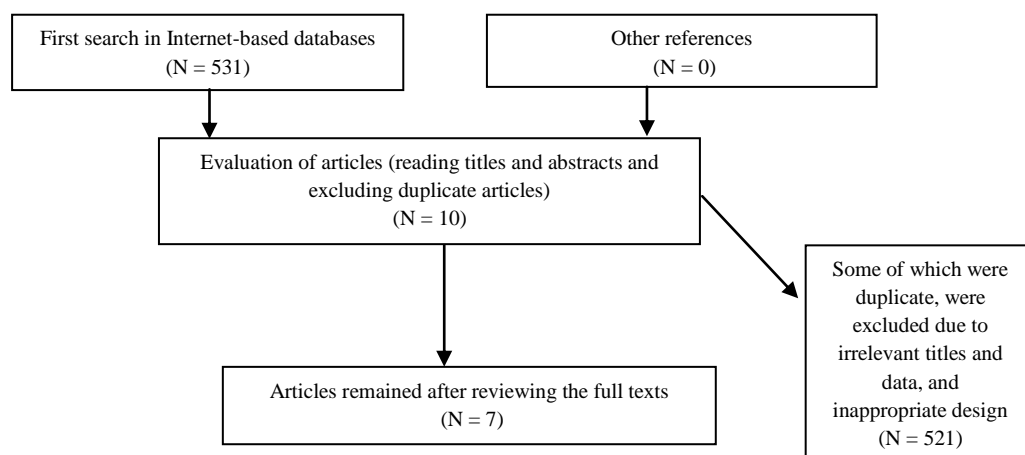 First search in Internet-based databases
(N = 531)
Other references
(N = 0)
Evaluation of articles (reading titles and abstracts and
excluding duplicate articles)
(N = 10)
Some of which were
duplicate, were
excluded due to
irrelevant titles and
data, and
inappropriate design
(N = 521)
Articles remained after reviewing the full texts
(N = 7)